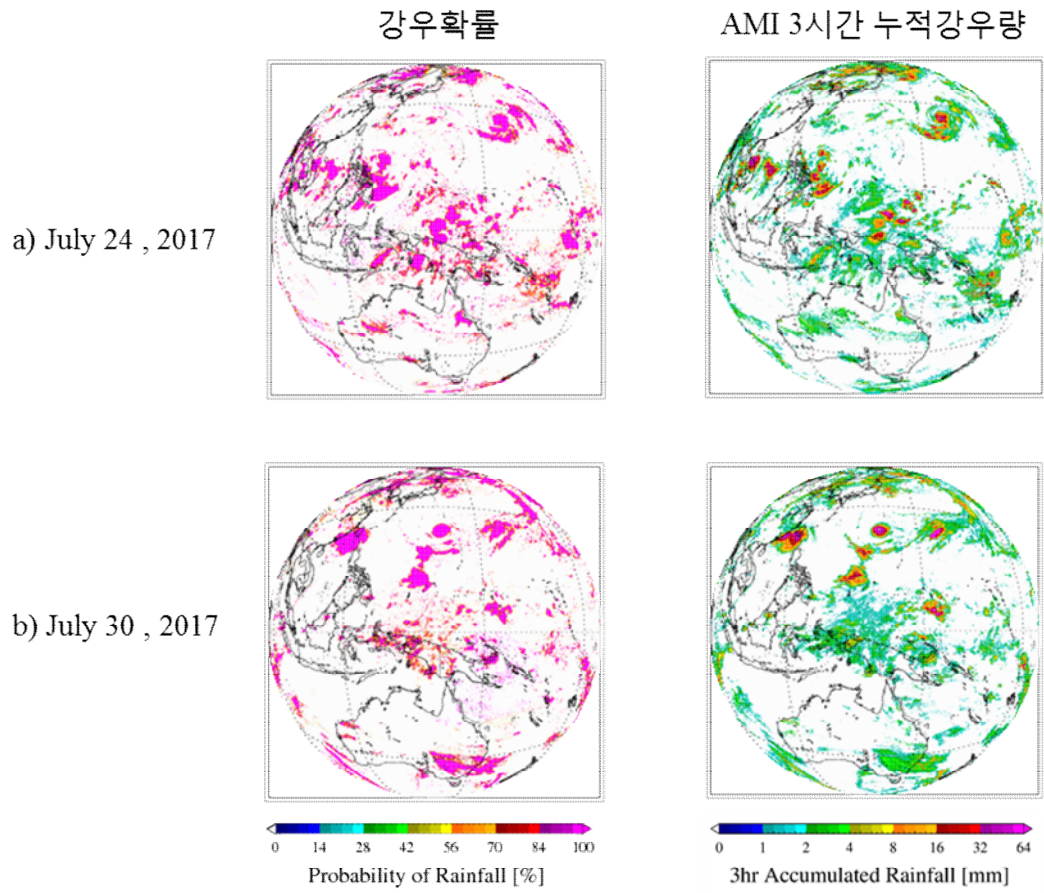 강우확률
AMI 3시간 누적강우량
a) July 24 , 2017
b) July 30 , 2017
0 14 28 42 56 70 84 100
Probability of Rainfall [%]
0 1 2 4 8 16 32 64
3hr Accumulated Rainfall [mm]